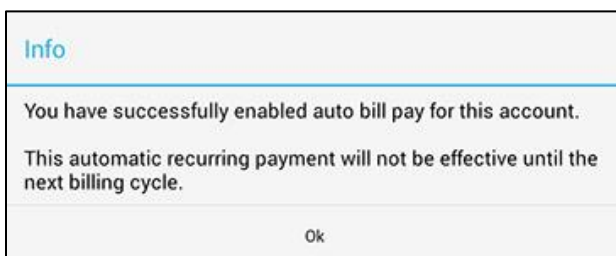 Info
You have successfully enabled auto bill pay for this account.
This automatic recurring payment will not be effective until the
next billing cycle.
Ok